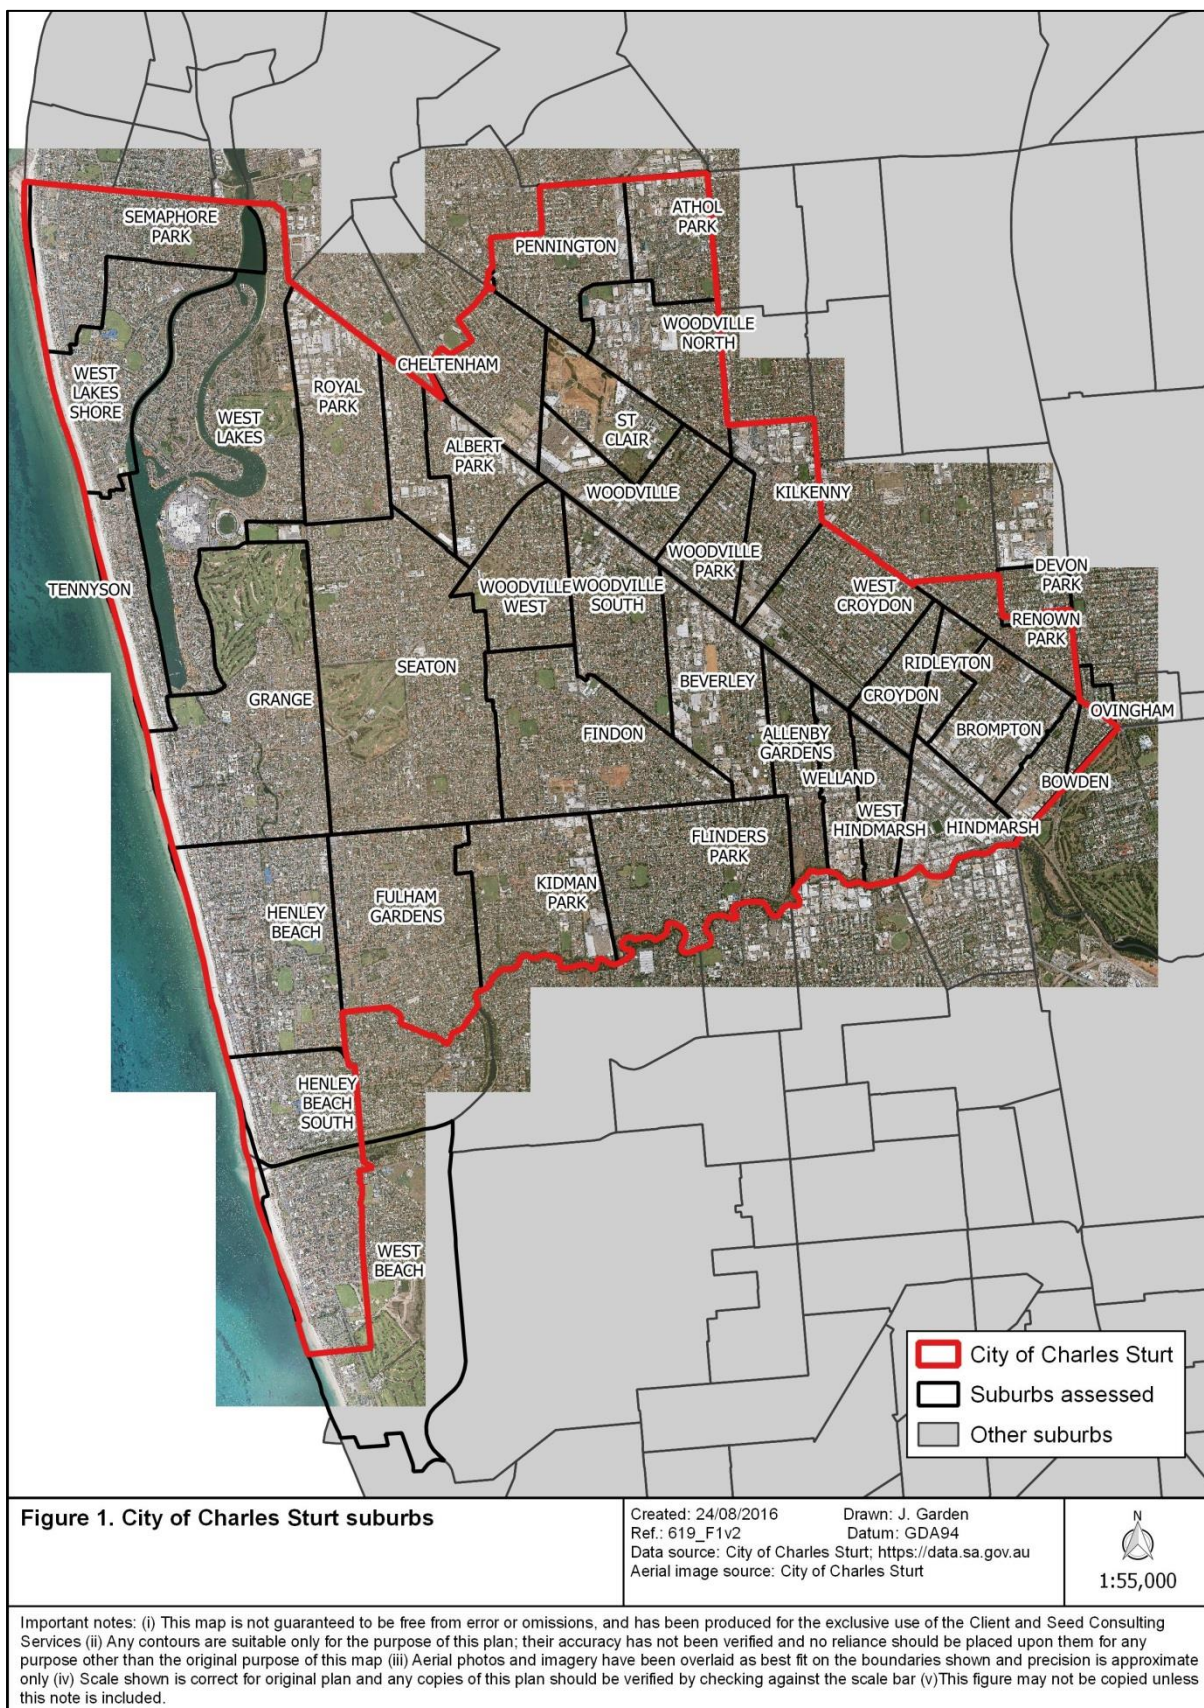 SEMAPHORE
PARK
ATHOL
PARK
PENNINGTON
WOODVILLE
NORTH
CHELTENHAM
WEST
LAKES
SHORE
ROYAL
PARK
WEST
LAKES
ST
CLAIR
ALBERT
PARK
WOODVILLE
KILKENNY
WOODVILLE
PARK
DEVON
PARK
TENNYSON
WOODVILLE
WEST
WOODVILLE
SOUTH
WEST
CROYDON
RENOWN
PARK
RIDLEYTON
SEATON
BEVERLEY
CROYDON
GRANGE
OVINGHAM
FINDON
ALLENBY
GARDENS
BROMPTON
WELLAND
BOWDEN
WEST
HINDMARSH
HINDMARSH
FLINDERS
PARK
KIDMAN
PARK
FULHAM
GARDENS
HENLEY
BEACH
HENLEY
BEACH
SOUTH
WEST
BEACH
City of Charles Sturt
Suburbs assessed
Other suburbs
Figure 1. City of Charles Sturt suburbs
Created: 24/08/2016 Drawn: J. Garden
Ref.: 619_F1v2 Datum: GDA94
Data source: City of Charles Sturt; https://data.sa.gov.au
Aerial image source: City of Charles Sturt
N
1:55,000
Important notes: (i) This map is not guaranteed to be free from error or omissions, and has been produced for the exclusive use of the Client and Seed Consulting
Services (ii) Any contours are suitable only for the purpose of this plan; their accuracy has not been verified and no reliance should be placed upon them for any
purpose other than the original purpose of this map (iii) Aerial photos and imagery have been overlaid as best fit on the boundaries shown and precision is approximate
only (iv) Scale shown is correct for original plan and any copies of this plan should be verified by checking against the scale bar (v)This figure may not be copied unless
this note is included.